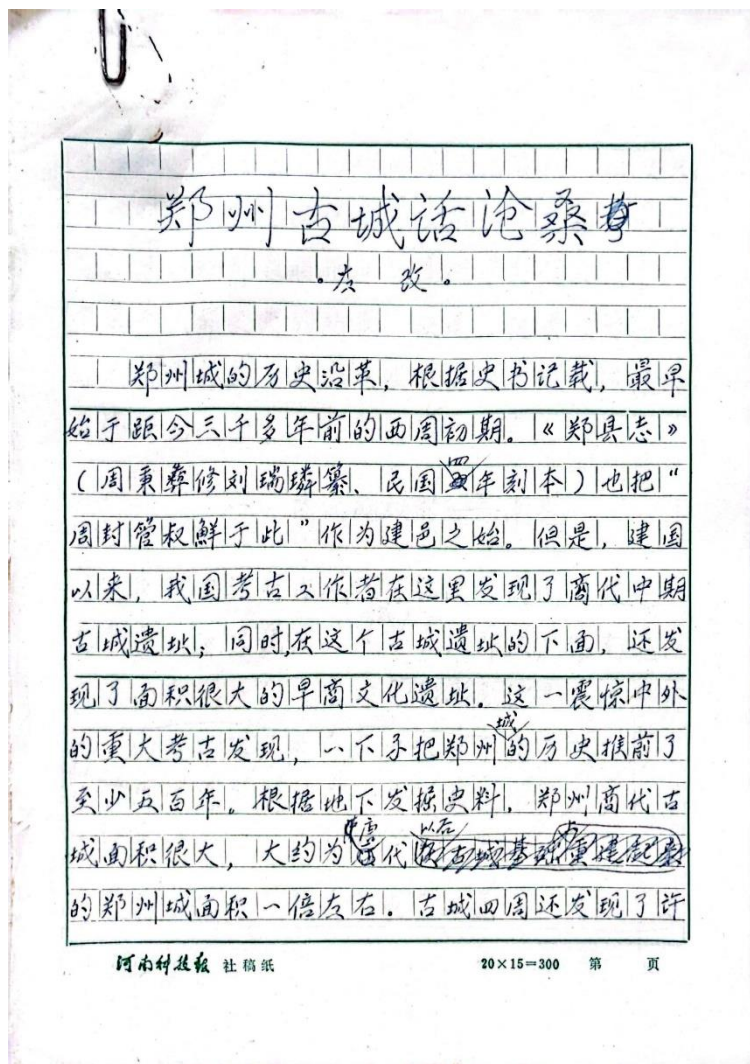 郑州古城话沧桑
·左 改·
郑州城的历史沿革，根据史书记载，最早
始于距今三千多年前的西周初期。《郑县志》
（周秉彝修刘瑞璘纂、民国四年刻本）也把“
周封管叔鲜于此”作为建邑之始。但是，建国
以来，我国考古工作者在这里发现了商代中期
古城遗址；同时，在这个古城遗址的下面，还发
现了面积很大的早商文化遗址。这一震惊中外
的重大考古发现，一下子把郑州城的历史推前了
至少五百年。根据地下发掘史料，郑州商代古
城面积很大，大约为唐代以后
的郑州城面积一倍左右。古城四周还发现了许
河南科技报 社稿纸 20×15=300 第 页